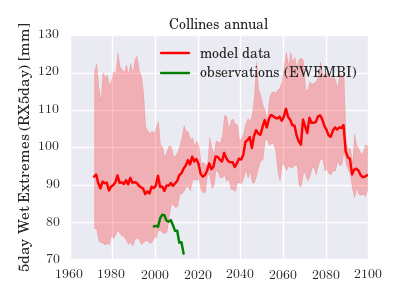 Collines annual
5day Wet Extremes (RX5day) [mm]
130
120
110
100
90
80
70
model data
observations (EWEMBI)
1960 1980 2000 2020 2040 2060 2080 2100